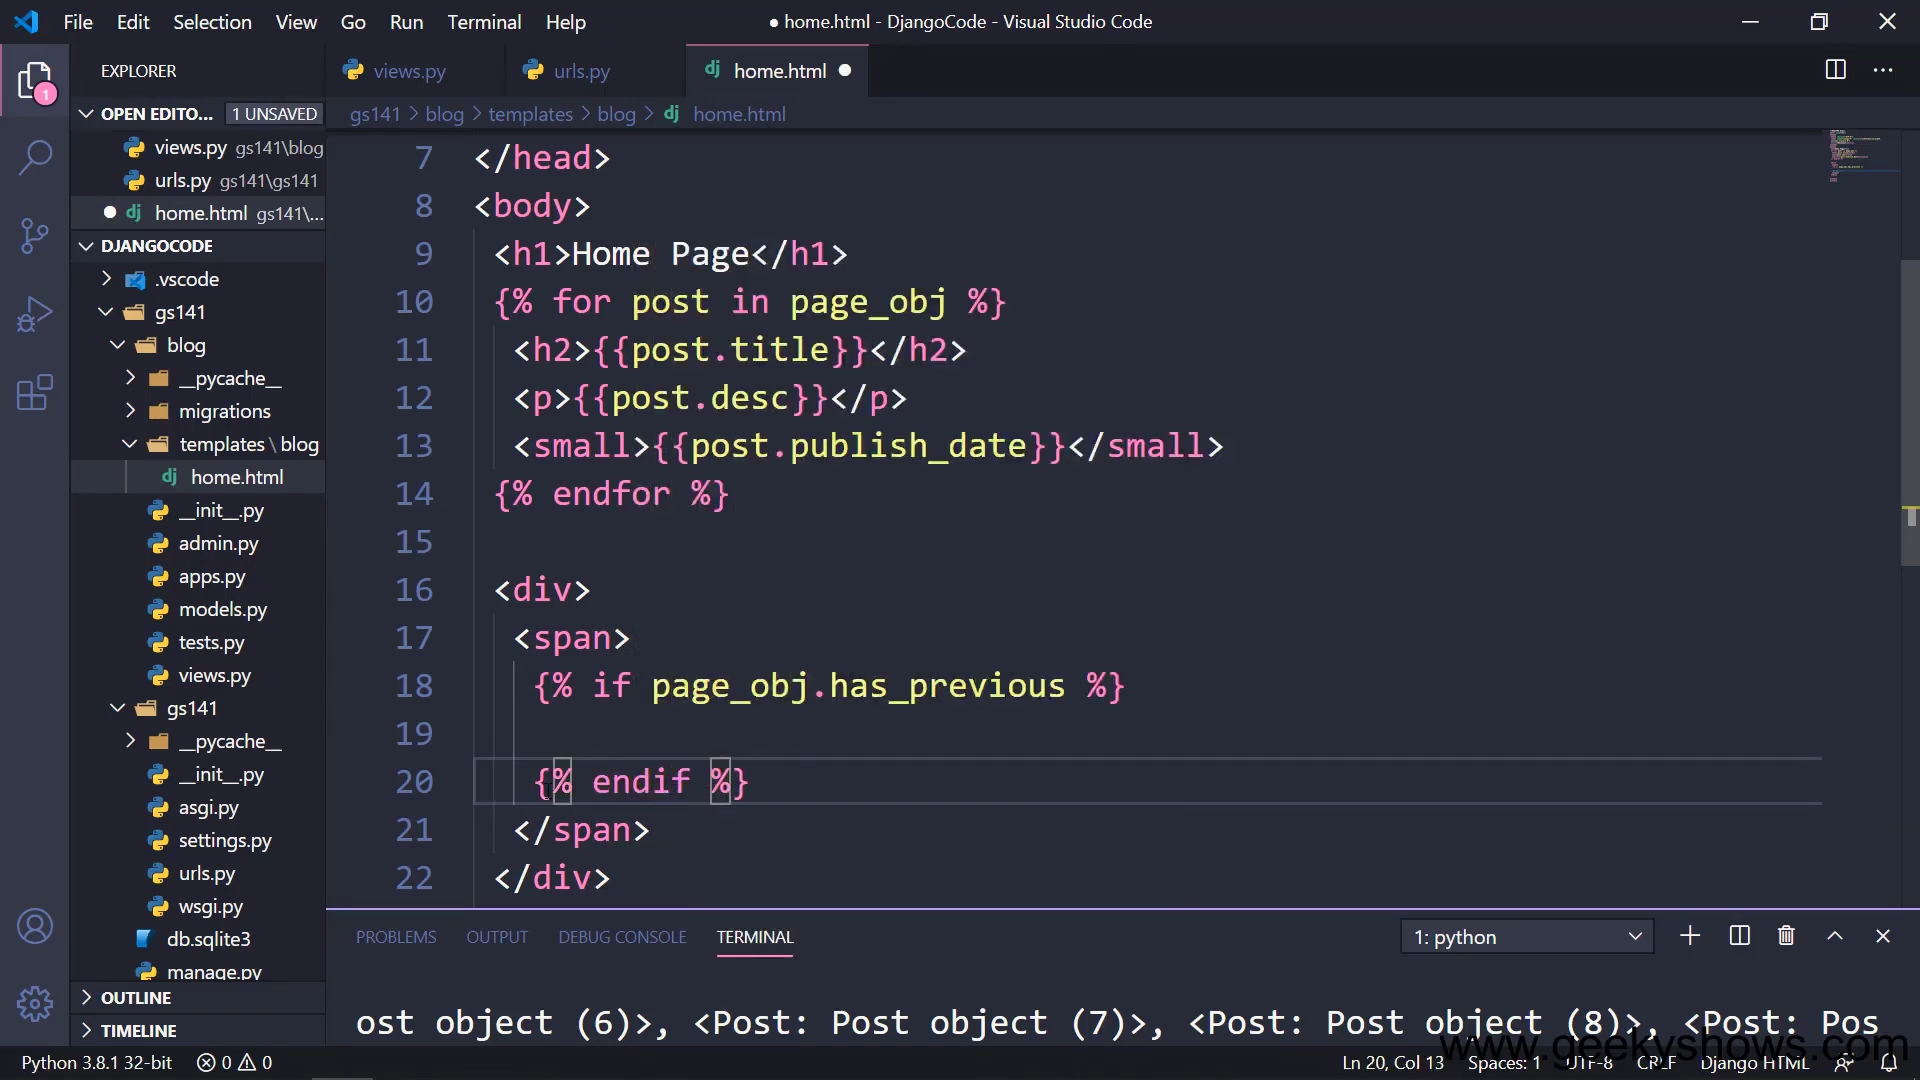 File Edit Selection View Go Run Terminal Help
● home.html - DjangoCode - Visual Studio Code
EXPLORER
views.py
urls.py
home.html
1
OPEN EDITO... 1 UNSAVED
gs141 > blog > templates > blog > home.html
views.py gs141\blog
urls.py gs141\gs141
home.html gs141\...
DJANGOCODE
.vscode
gs141
blog
__pycache__
migrations
templates \ blog
home.html
__init__.py
admin.py
apps.py
models.py
tests.py
views.py
gs141
__pycache__
__init__.py
asgi.py
settings.py
urls.py
wsgi.py
db.sqlite3
manage.py
OUTLINE
TIMELINE
7 </head>
8 <body>
9 <h1>Home Page</h1>
10 {% for post in page_obj %}
11 <h2>{{post.title}}</h2>
12 <p>{{post.desc}}</p>
13 <small>{{post.publish_date}}</small>
14 {% endfor %}
15
16 <div>
17 <span>
18 {% if page_obj.has_previous %}
19
20 {% endif %}
21 </span>
22 </div>
PROBLEMS OUTPUT DEBUG CONSOLE TERMINAL
1: python
ost object (6)>, <Post: Post object (7)>, <Post: Post object (8)>, <Post: Pos
www.geekyshows.com
Python 3.8.1 32-bit 0 0 Ln 20, Col 13 Spaces: 1 UTF-8 CRLF Django HTML